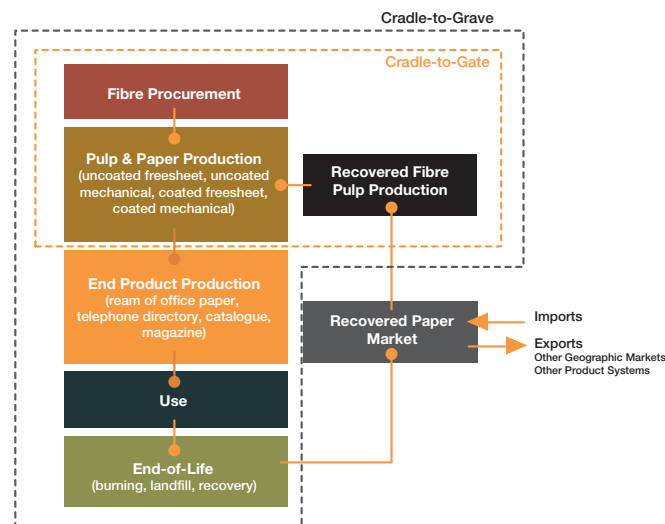 Cradle-to-Grave
Cradle-to-Gate
Fibre Procurement
Pulp & Paper Production
(uncoated freesheet, uncoated
mechanical, coated freesheet,
coated mechanical)
Recovered Fibre
Pulp Production
End Product Production
(ream of office paper,
telephone directory, catalogue,
magazine)
Recovered Paper
Market
Imports
Exports
Other Geographic Markets
Other Product Systems
Use
End-of-Life
(burning, landfill, recovery)